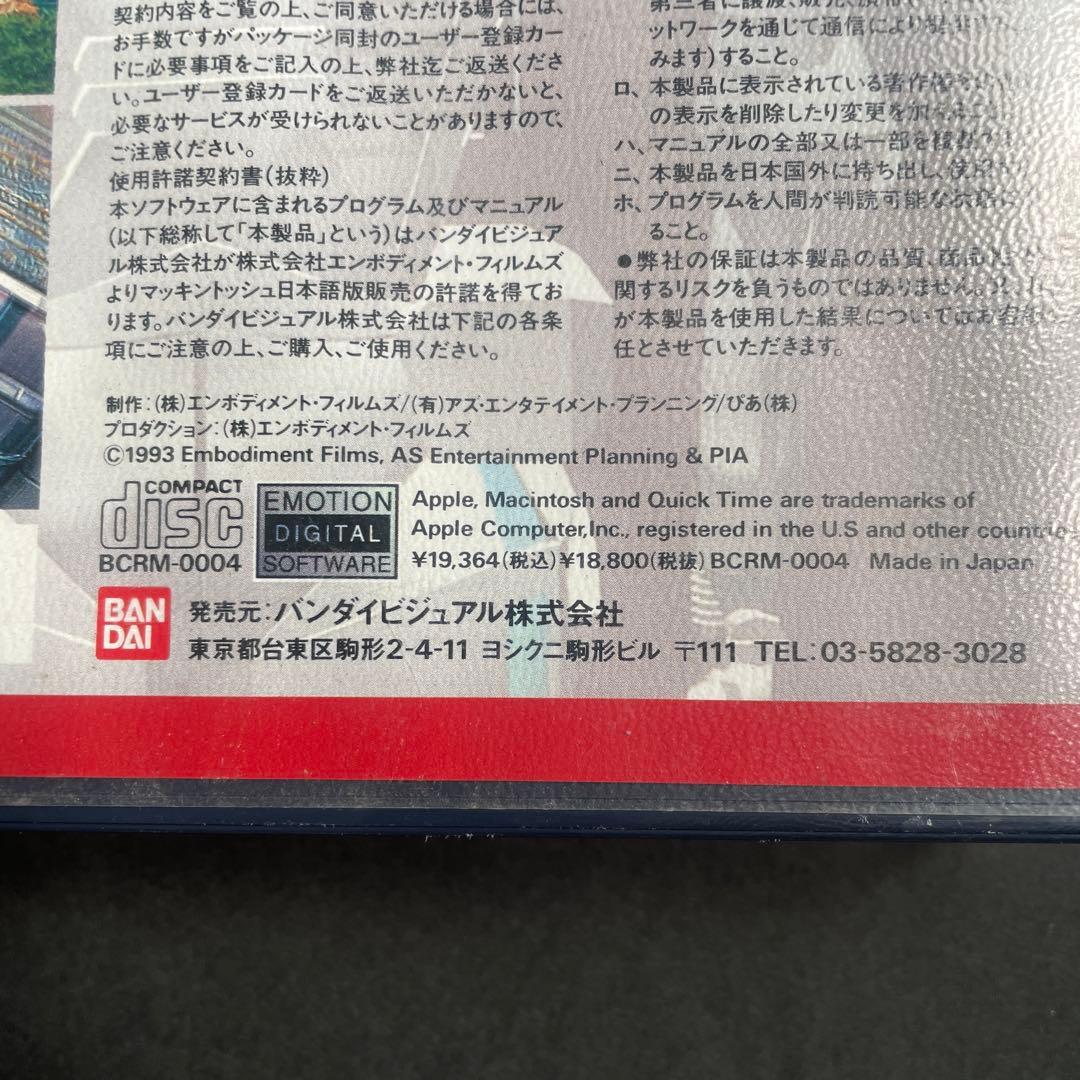 契約内容をご覧の上、ご同意いただける場合には、
お手数ですがパッケージ同封のユーザー登録カー
ドに必要事項をご記入の上、弊社迄ご返送くださ
い。ユーザー登録カードをご返送いただかないと、
必要なサービスが受けられないことがありますので、
ご注意ください。
使用許諾契約書(抜粋)
本ソフトウェアに含まれるプログラム及びマニュアル
(以下総称して「本製品」という)はバンダイビジュア
ル株式会社が株式会社エンボディメント・フィルムズ
よりマッキントッシュ日本語版販売の許諾を得てお
ります。バンダイビジュアル株式会社は下記の各条
項にご注意の上、ご購入、ご使用ください。
第三者に譲渡、販売、頒布
ットワークを通じて通信により
みます)すること。
ロ、本製品に表示されている著作
の表示を削除したり変更を
ハ、マニュアルの全部又は一部を
ニ、本製品を日本国外に持ち出し、
ホ、プログラムを人間が判読可能な
ること。
●弊社の保証は本製品の品質、
関するリスクを負うものではありません。
が本製品を使用した結果については
任とさせていただきます。
制作:(株)エンボディメント・フィルムズ/(有)アズ・エンタテイメント・プランニング/ぴあ(株)
プロダクション:(株)エンボディメント・フィルムズ
©1993 Embodiment Films, AS Entertainment Planning & PIA
COMPACT
disc
BCRM-0004
EMOTION
DIGITAL
SOFTWARE
Apple, Macintosh and Quick Time are trademarks of
Apple Computer,Inc., registered in the U.S and other
¥19,364(税込)¥18,800(税抜) BCRM-0004 Made in Japan
BAN
DAI
発売元:バンダイビジュアル株式会社
東京都台東区駒形2-4-11 ヨシクニ駒形ビル 〒111 TEL:03-5828-3028